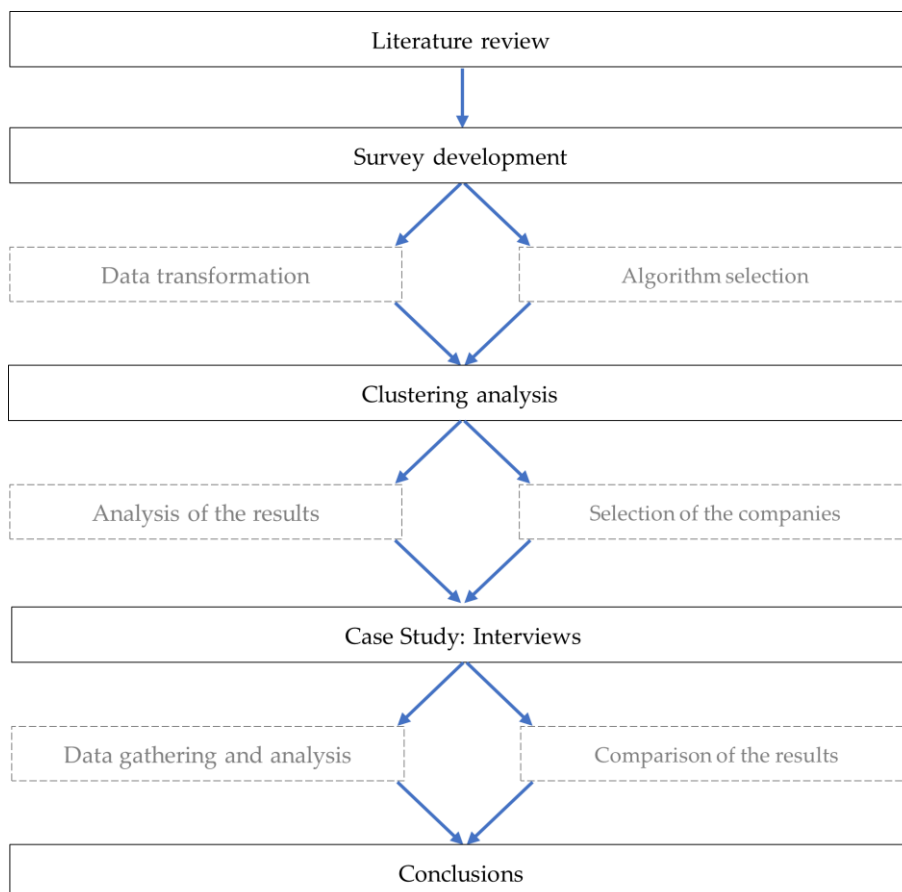 Literature review
Survey development
Data transformation
Algorithm selection
Clustering analysis
Analysis of the results
Selection of the companies
Case Study: Interviews
Data gathering and analysis
Comparison of the results
Conclusions